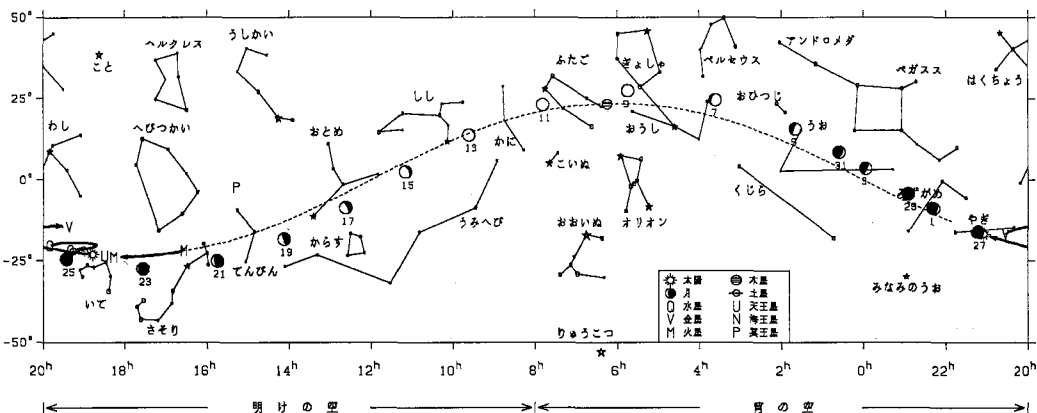 50° 50°
ヘルクレス うしかい ふたご ぎょしゃ ペルセウス アンドロメダ ペガスス
こと しし はくちょう
25° 9 7 おひつじ 25°
わし へびつかい おとめ 11 おうし 5 うお
13 かに 31 S
0° P 15 こいぬ くじら 0°
17 うみへび オリオン みずがめ
V 29 1 やぎ
からす おおいぬ 27 V
UM M 19
-25° 25 23 21 てんびん -25°
いて さそり みなみのうお
りゅうこつ
-50° -50°
太陽 木星
月 土星
水星 U 天王星
V 金星 N 海王星
M 火星 P 冥王星
20ʰ 18ʰ 16ʰ 14ʰ 12ʰ 10ʰ 8ʰ 6ʰ 4ʰ 2ʰ 0ʰ 22ʰ 20ʰ
明けの空 宵の空